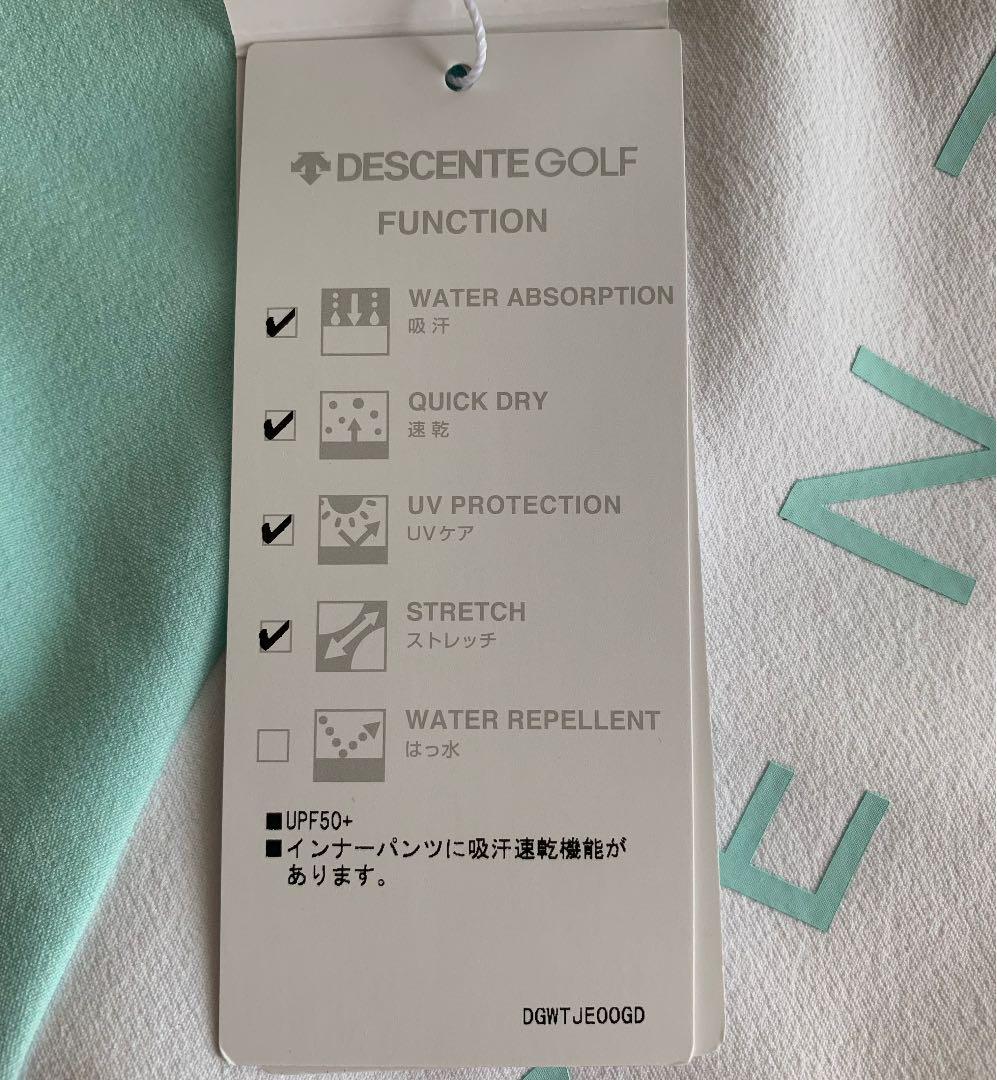 DESCENTE GOLF
FUNCTION
WATER ABSORPTION
吸汗
QUICK DRY
速乾
UV PROTECTION
UVケア
STRETCH
ストレッチ
WATER REPELLENT
はっ水
■UPF50+
■インナーパンツに吸汗速乾機能が
あります。
DGWTJE00GD